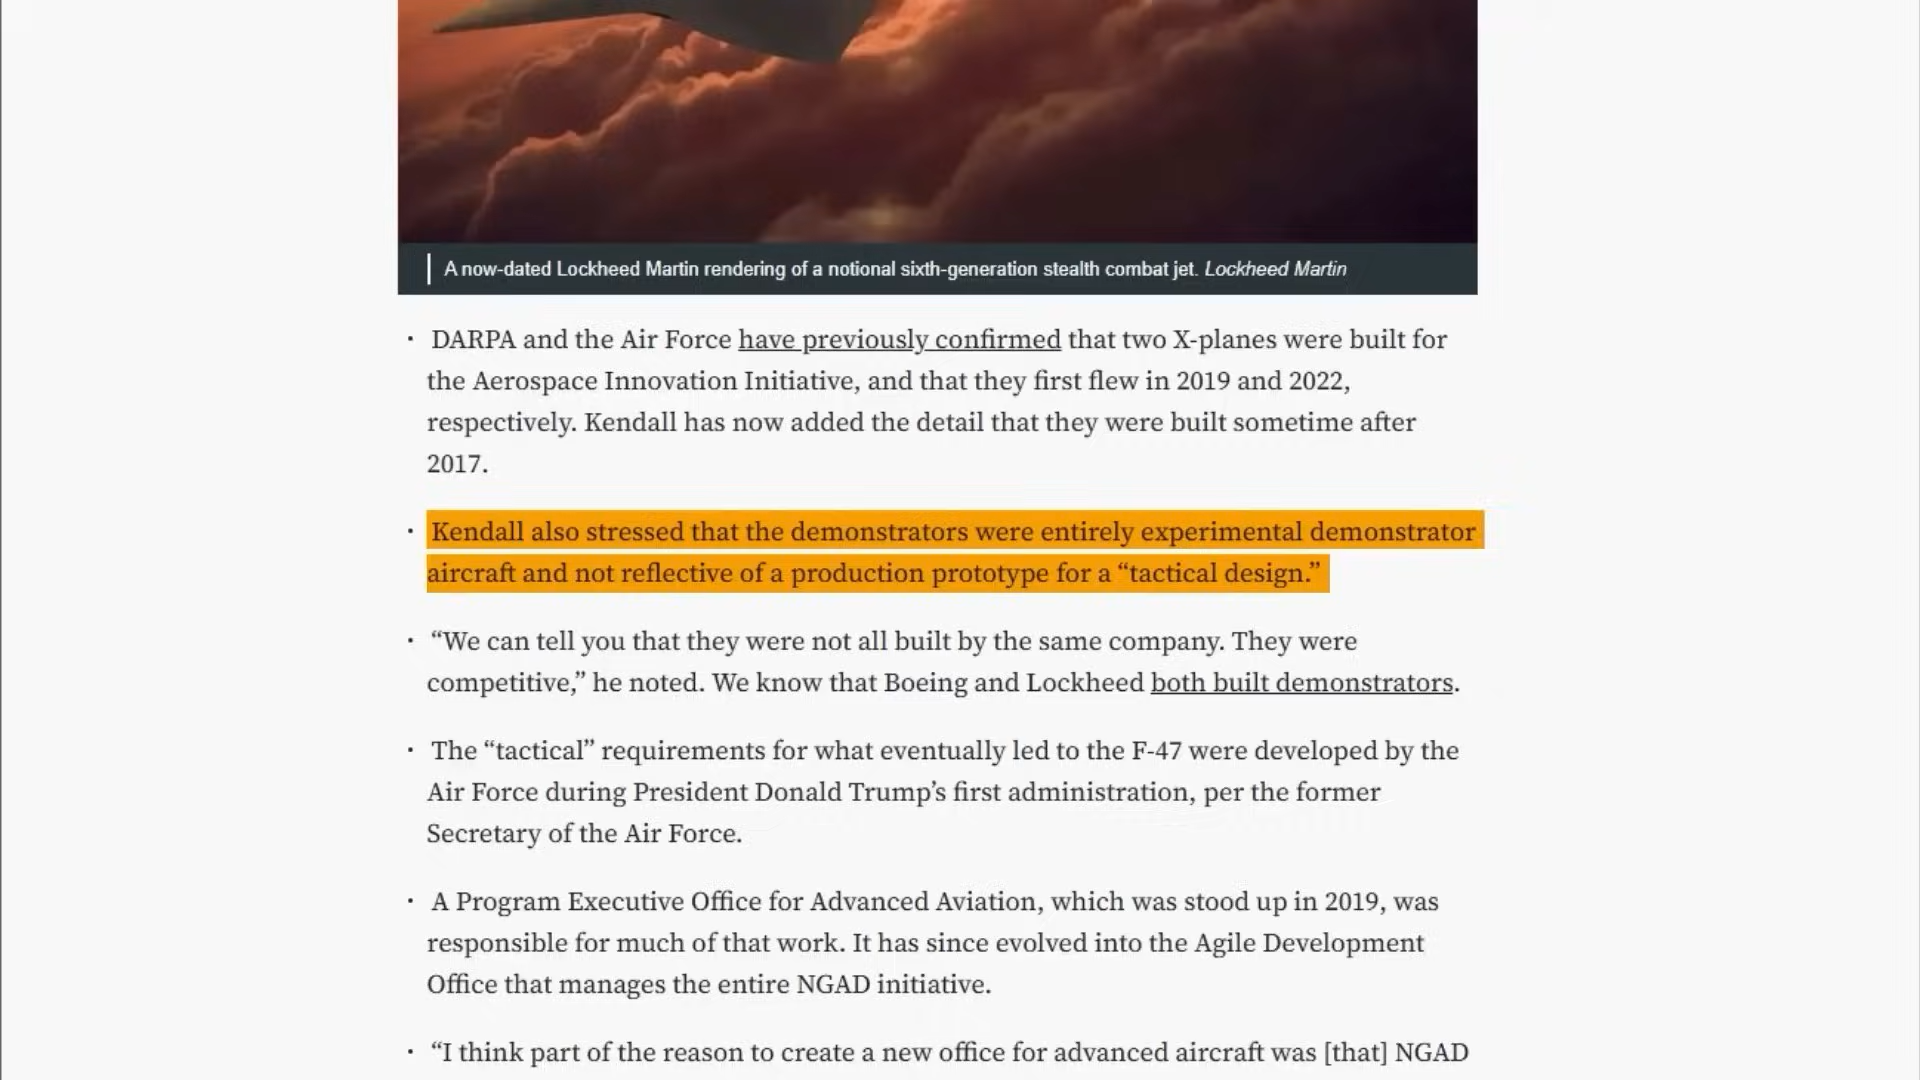 A now-dated Lockheed Martin rendering of a notional sixth-generation stealth combat jet. Lockheed Martin
· DARPA and the Air Force have previously confirmed that two X-planes were built for
the Aerospace Innovation Initiative, and that they first flew in 2019 and 2022,
respectively. Kendall has now added the detail that they were built sometime after
2017.
· Kendall also stressed that the demonstrators were entirely experimental demonstrator
aircraft and not reflective of a production prototype for a “tactical design.”
· “We can tell you that they were not all built by the same company. They were
competitive,” he noted. We know that Boeing and Lockheed both built demonstrators.
· The “tactical” requirements for what eventually led to the F-47 were developed by the
Air Force during President Donald Trump’s first administration, per the former
Secretary of the Air Force.
· A Program Executive Office for Advanced Aviation, which was stood up in 2019, was
responsible for much of that work. It has since evolved into the Agile Development
Office that manages the entire NGAD initiative.
· “I think part of the reason to create a new office for advanced aircraft was [that] NGAD